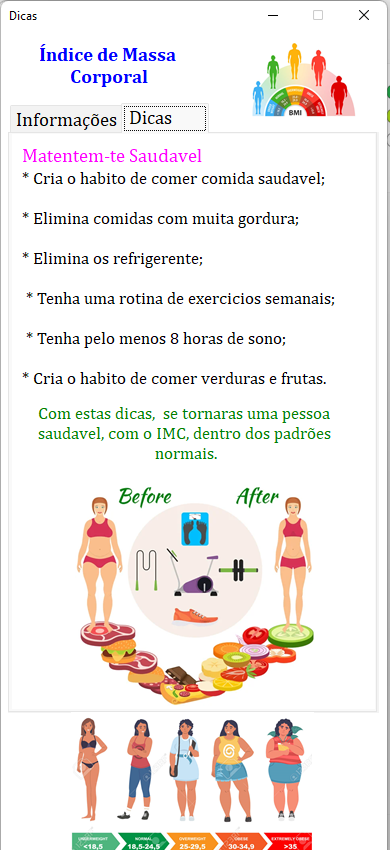 Dicas
Índice de Massa
Corporal
BMI
Informações
Dicas
Matentem-te Saudavel
* Cria o habito de comer comida saudavel;
* Elimina comidas com muita gordura;
* Elimina os refrigerente;
* Tenha uma rotina de exercicios semanais;
* Tenha pelo menos 8 horas de sono;
* Cria o habito de comer verduras e frutas.
Com estas dicas, se tornaras uma pessoa
saudavel, com o IMC, dentro dos padrões
normais.
Before After
UNDERWEIGHT NORMAL OVERWEIGHT OBESE EXTREMELY OBESE
<18,5 18,5-24,5 25-29,5 30-34,9 >35